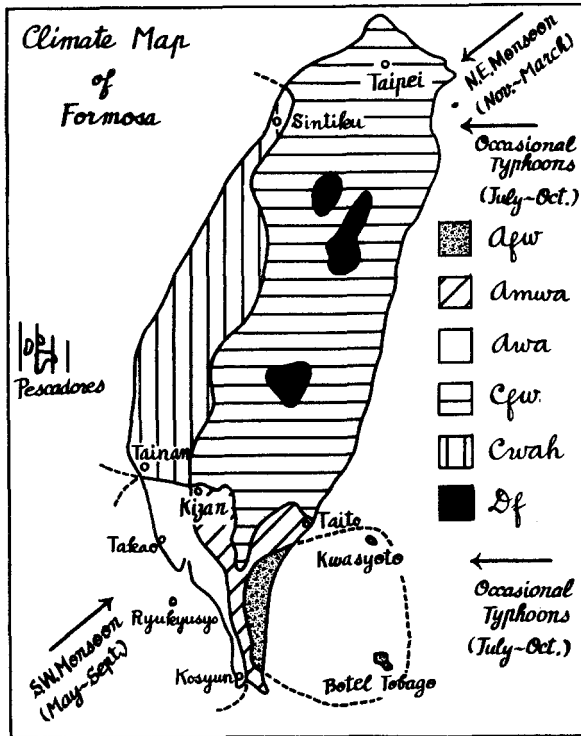 Climate Map
of
Formosa
N.E. Monsoon
(Nov.~March)
Taipei
Sintiku
Occasional
Typhoons
(July~Oct.)
Afw
Amwa
Awa
Cfw
Cwah
Df
Pescadores
Tainan
Kizan
Taito
Takao
Kwasyoto
Ryukyusyo
Occasional
Typhoons
(July~Oct.)
S.W. Monsoon
(May~Sept.)
Kosyun
Botel Tobago